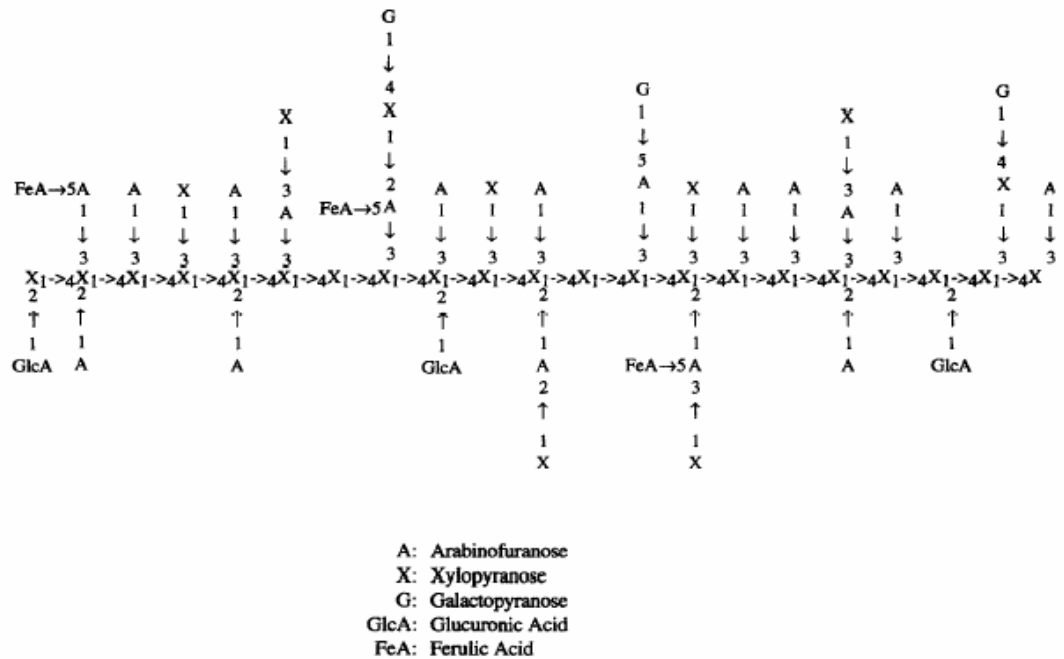 G
1
↓
4 G G
X X 1 X 1
1 1 ↓ 1 ↓
↓ ↓ 5 ↓ 4
FeA→5A A X A 3 2 A X A A X A A 3 A X A
1 1 1 1 A FeA→5A 1 1 1 1 1 1 1 A 1 1 1
↓ ↓ ↓ ↓ ↓ ↓ ↓ ↓ ↓ ↓ ↓ ↓ ↓ ↓ ↓ ↓ ↓
3 3 3 3 3 3 3 3 3 3 3 3 3 3 3 3 3
X1->4X1->4X1->4X1->4X1->4X1->4X1->4X1->4X1->4X1->4X1->4X1->4X1->4X1->4X1->4X1->4X1->4X1->4X1->4X1->4X
2 2 2 2 2 2 2 2
↑ ↑ ↑ ↑ ↑ ↑ ↑ ↑
1 1 1 1 1 1 1 1
GlcA A A GlcA A FeA→5A A GlcA
2 3
↑ ↑
1 1
X X
A: Arabinofuranose
X: Xylopyranose
G: Galactopyranose
GlcA: Glucuronic Acid
FeA: Ferulic Acid